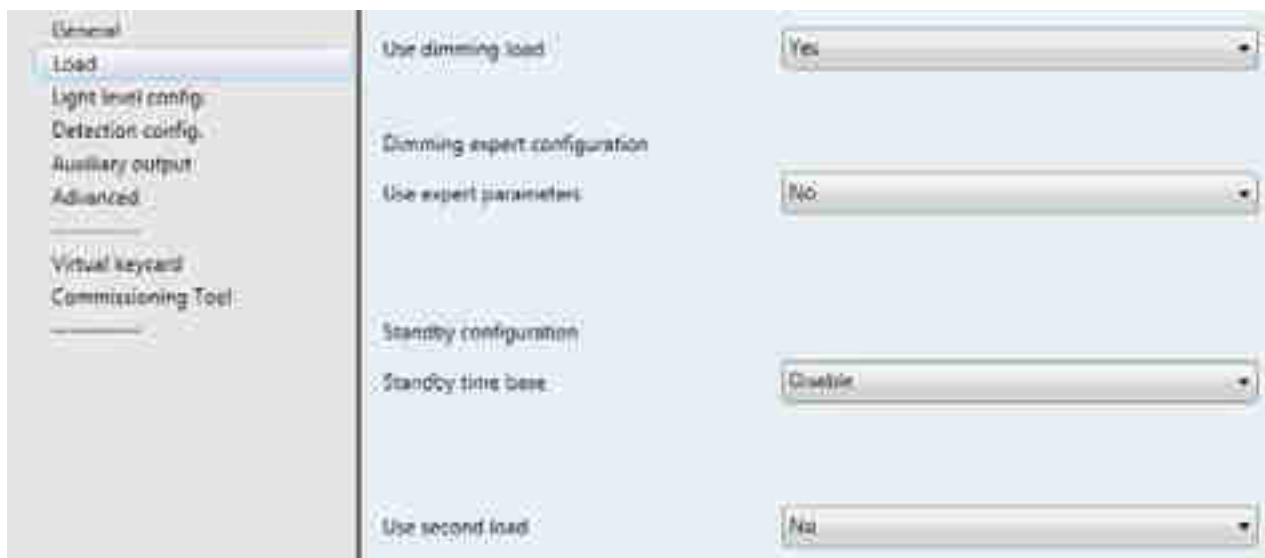 General
Load
Light level config.
Detection config.
Auxiliary output
Advanced
Virtual keycard
Commissioning Tool
Use dimming load
Yes
Dimming expert configuration
Use expert parameters
No
Standby configuration
Standby time base
Disable
Use second load
No